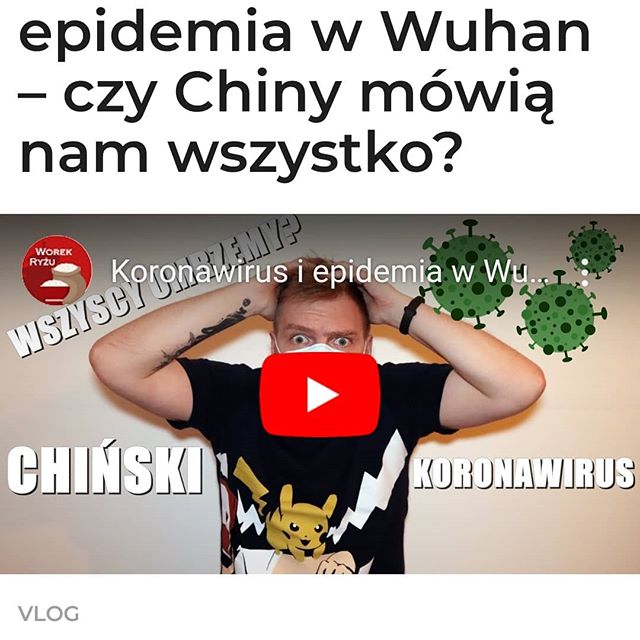 epidemia w Wuhan
– czy Chiny mówią
nam wszystko?
WOREK
RYŻU
Koronawirus i epidemia w Wu...
WSZYSCY UMRZEMY?
CHIŃSKI
KORONAWIRUS
VLOG